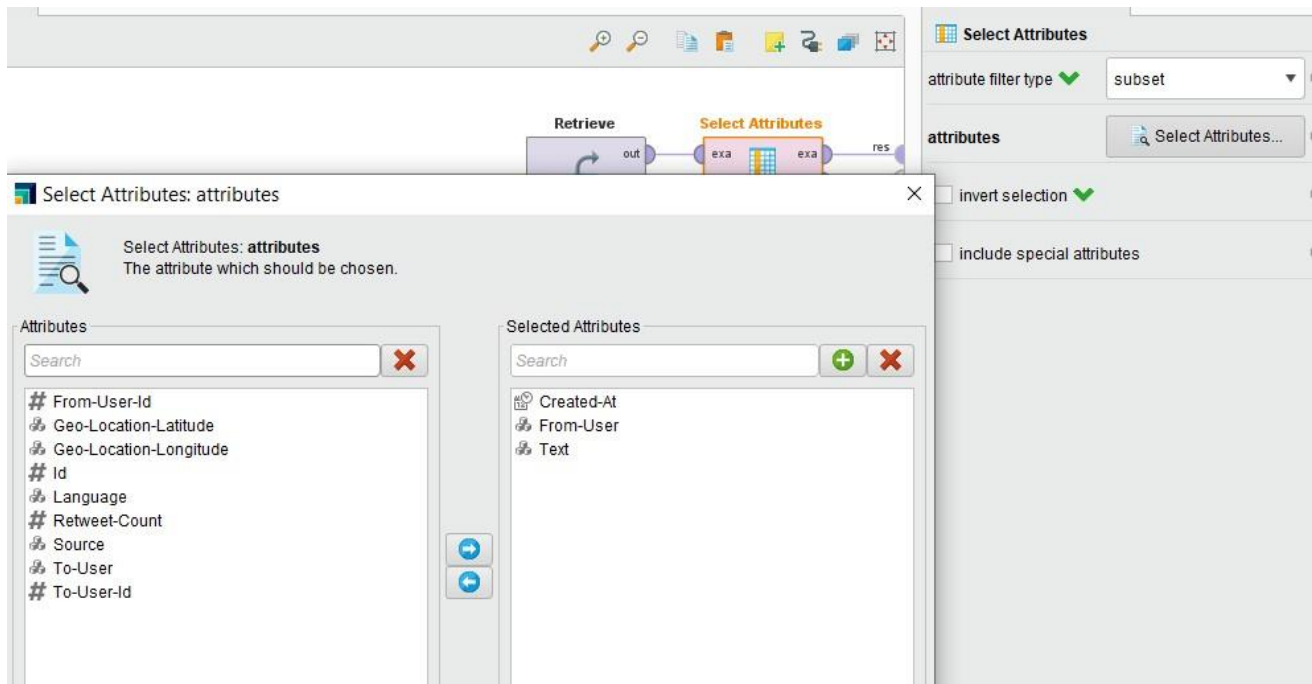 Select Attributes
attribute filter type
subset
Retrieve
Select Attributes
out
exa
exa
res
attributes
Select Attributes...
Select Attributes: attributes
invert selection
Select Attributes: attributes
The attribute which should be chosen.
include special attributes
Attributes
Search
# From-User-Id
Geo-Location-Latitude
Geo-Location-Longitude
# Id
Language
# Retweet-Count
Source
To-User
# To-User-Id
Selected Attributes
Search
Created-At
From-User
Text